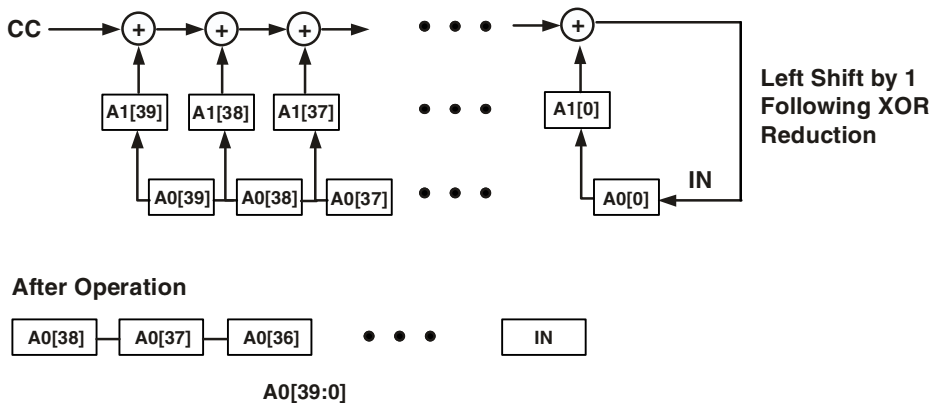 CC + + + +
A1[39] A1[38] A1[37] A1[0]
Left Shift by 1
Following XOR
Reduction
IN
A0[39] A0[38] A0[37] A0[0]
After Operation
A0[38] A0[37] A0[36] IN
A0[39:0]